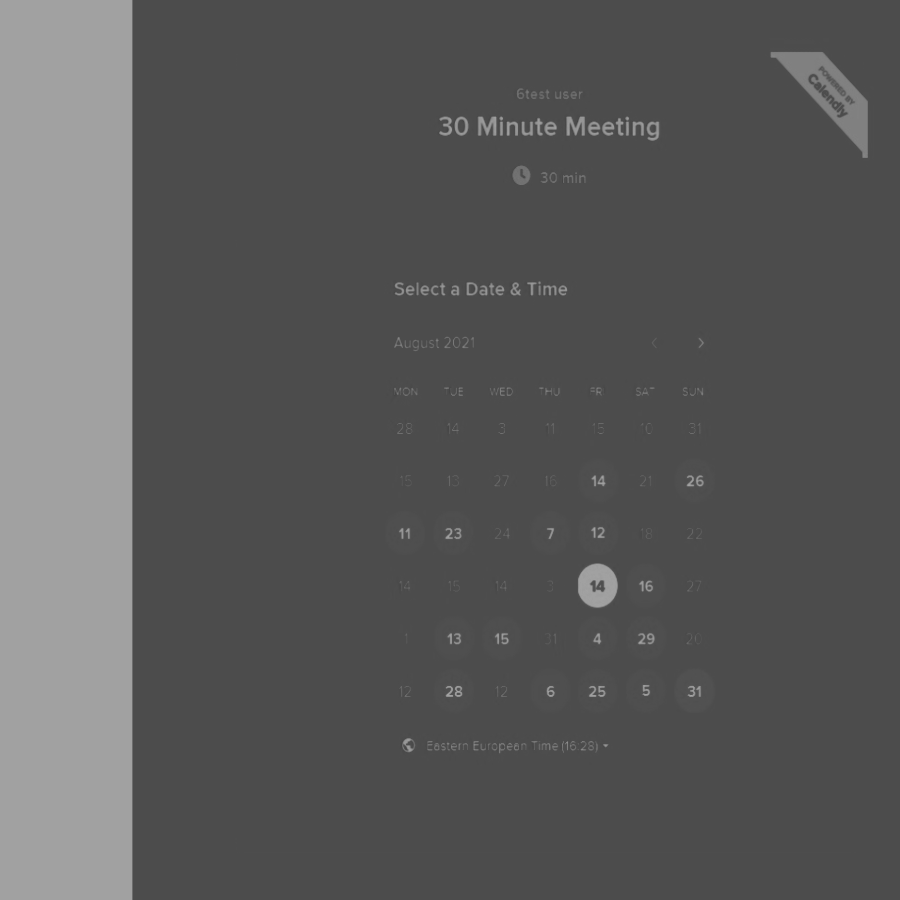 POWERED BY
Calendly
6test user
30 Minute Meeting
30 min
Select a Date & Time
August 2021
MON TUE WED THU FRI SAT SUN
28 14 3 11 15 10 31
15 13 27 14 21 26
11 23 24 7 12 18 22
14 15 14 3 14 16 27
1 13 15 31 4 29
12 28 12 6 25 5 31
Eastern European Time (16:28)